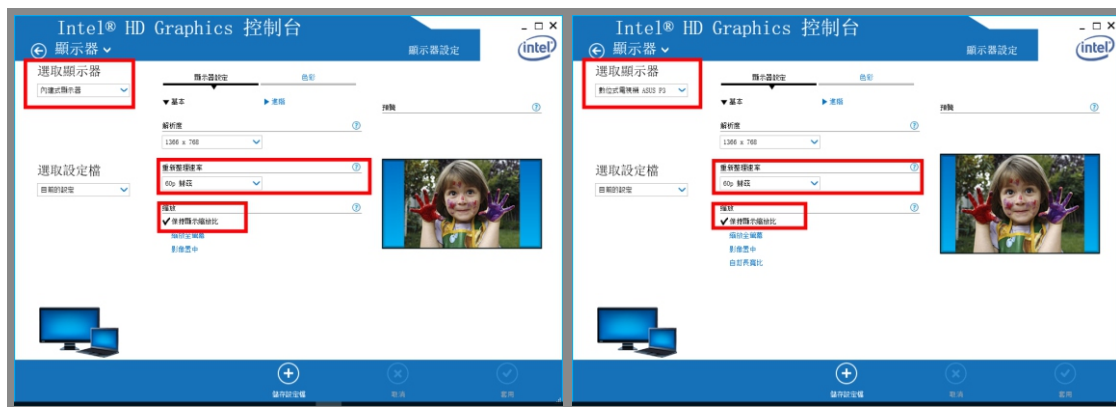 Intel® HD Graphics 控制台
顯示器
顯示器設定
intel
選取顯示器
內建式顯示器
顯示器設定
色彩
基本
進階
預覽
解析度
1366 x 768
選取設定檔
目前的設定
重新整理速率
60p 赫茲
縮放
保持顯示縮放比
縮放全螢幕
影像置中
儲存設定檔
取消
套用
Intel® HD Graphics 控制台
顯示器
顯示器設定
intel
選取顯示器
數位式電視機 ASUS P3
顯示器設定
色彩
基本
進階
預覽
解析度
1366 x 768
選取設定檔
目前的設定
重新整理速率
60p 赫茲
縮放
保持顯示縮放比
縮放全螢幕
影像置中
自訂長寬比
儲存設定檔
取消
套用